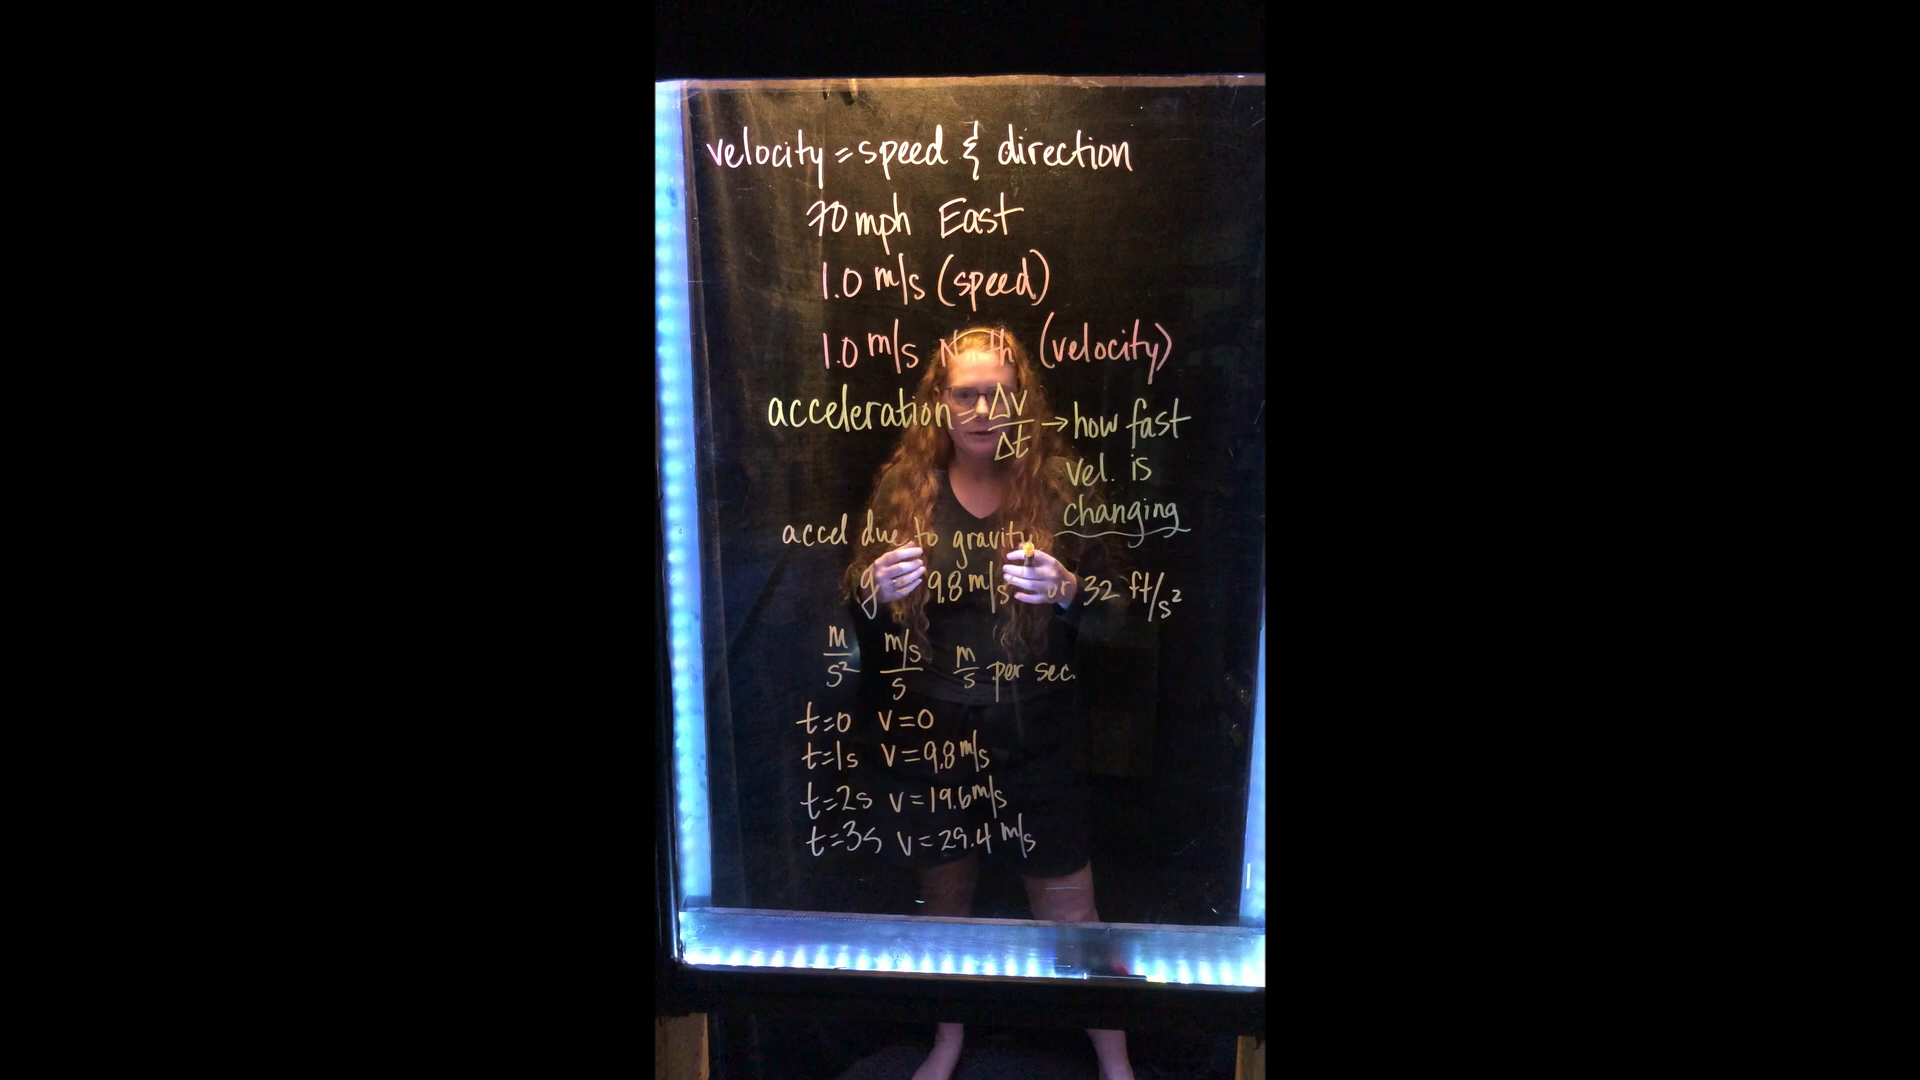 velocity = speed & direction
70 mph East
1.0 m/s (speed)
1.0 m/s North (velocity)
acceleration = Δv/Δt → how fast
vel. is
changing
accel due to gravity
g 9.8 m/s or 32 ft/s²
m/s² m/s/s m/s per sec.
t=0 v=0
t=1s v=9.8 m/s
t=2s v=19.6 m/s
t=3s v=29.4 m/s